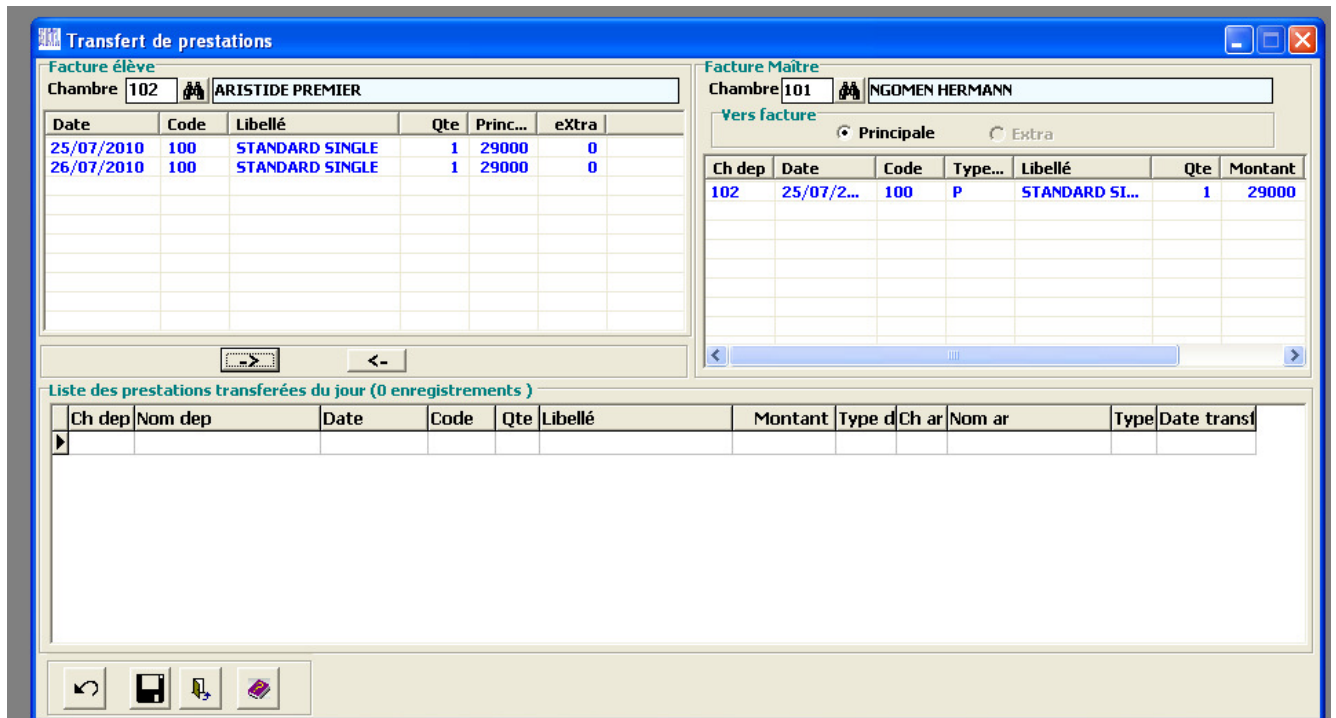 Transfert de prestations
Facture élève
Chambre 102 ARISTIDE PREMIER
Date Code Libellé Qte Princ... eXtra
25/07/2010 100 STANDARD SINGLE 1 29000 0
26/07/2010 100 STANDARD SINGLE 1 29000 0
-> <-
Facture Maître
Chambre 101 NGOMEN HERMANN
Vers facture
Principale Extra
Ch dep Date Code Type... Libellé Qte Montant
102 25/07/2... 100 P STANDARD SI... 1 29000
Liste des prestations transferées du jour (0 enregistrements )
Ch dep Nom dep Date Code Qte Libellé Montant Type d Ch ar Nom ar Type Date transf